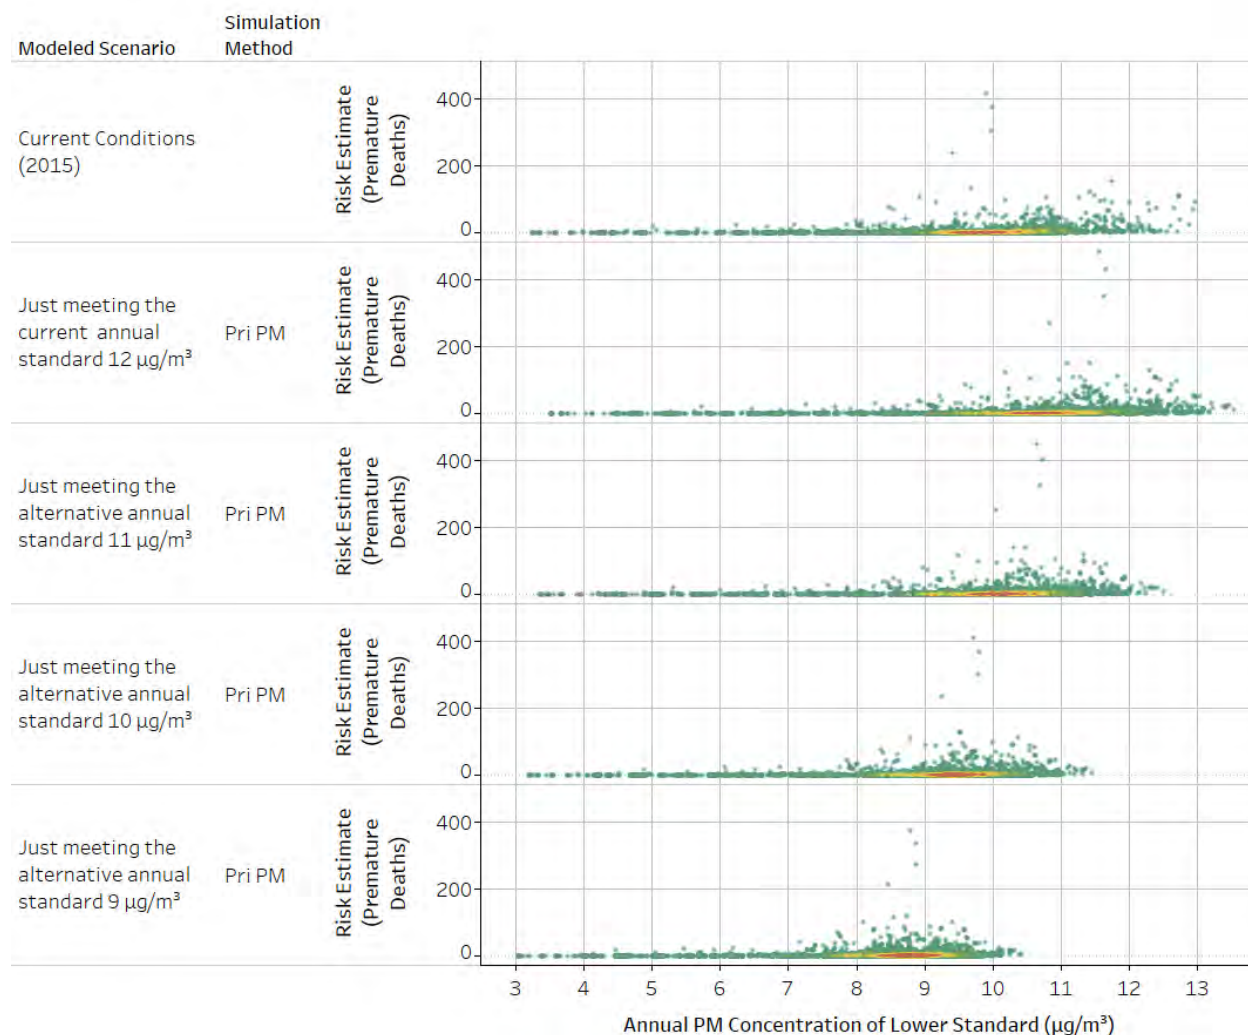 Modeled Scenario
Simulation
Method
Current Conditions
(2015)
Risk Estimate
(Premature
Deaths)
400
200
0
Just meeting the
current annual
standard 12 µg/m³
Pri PM
Risk Estimate
(Premature
Deaths)
400
200
0
Just meeting the
alternative annual
standard 11 µg/m³
Pri PM
Risk Estimate
(Premature
Deaths)
400
200
0
Just meeting the
alternative annual
standard 10 µg/m³
Pri PM
Risk Estimate
(Premature
Deaths)
400
200
0
Just meeting the
alternative annual
standard 9 µg/m³
Pri PM
Risk Estimate
(Premature
Deaths)
400
200
0
3 4 5 6 7 8 9 10 11 12 13
Annual PM Concentration of Lower Standard (µg/m³)